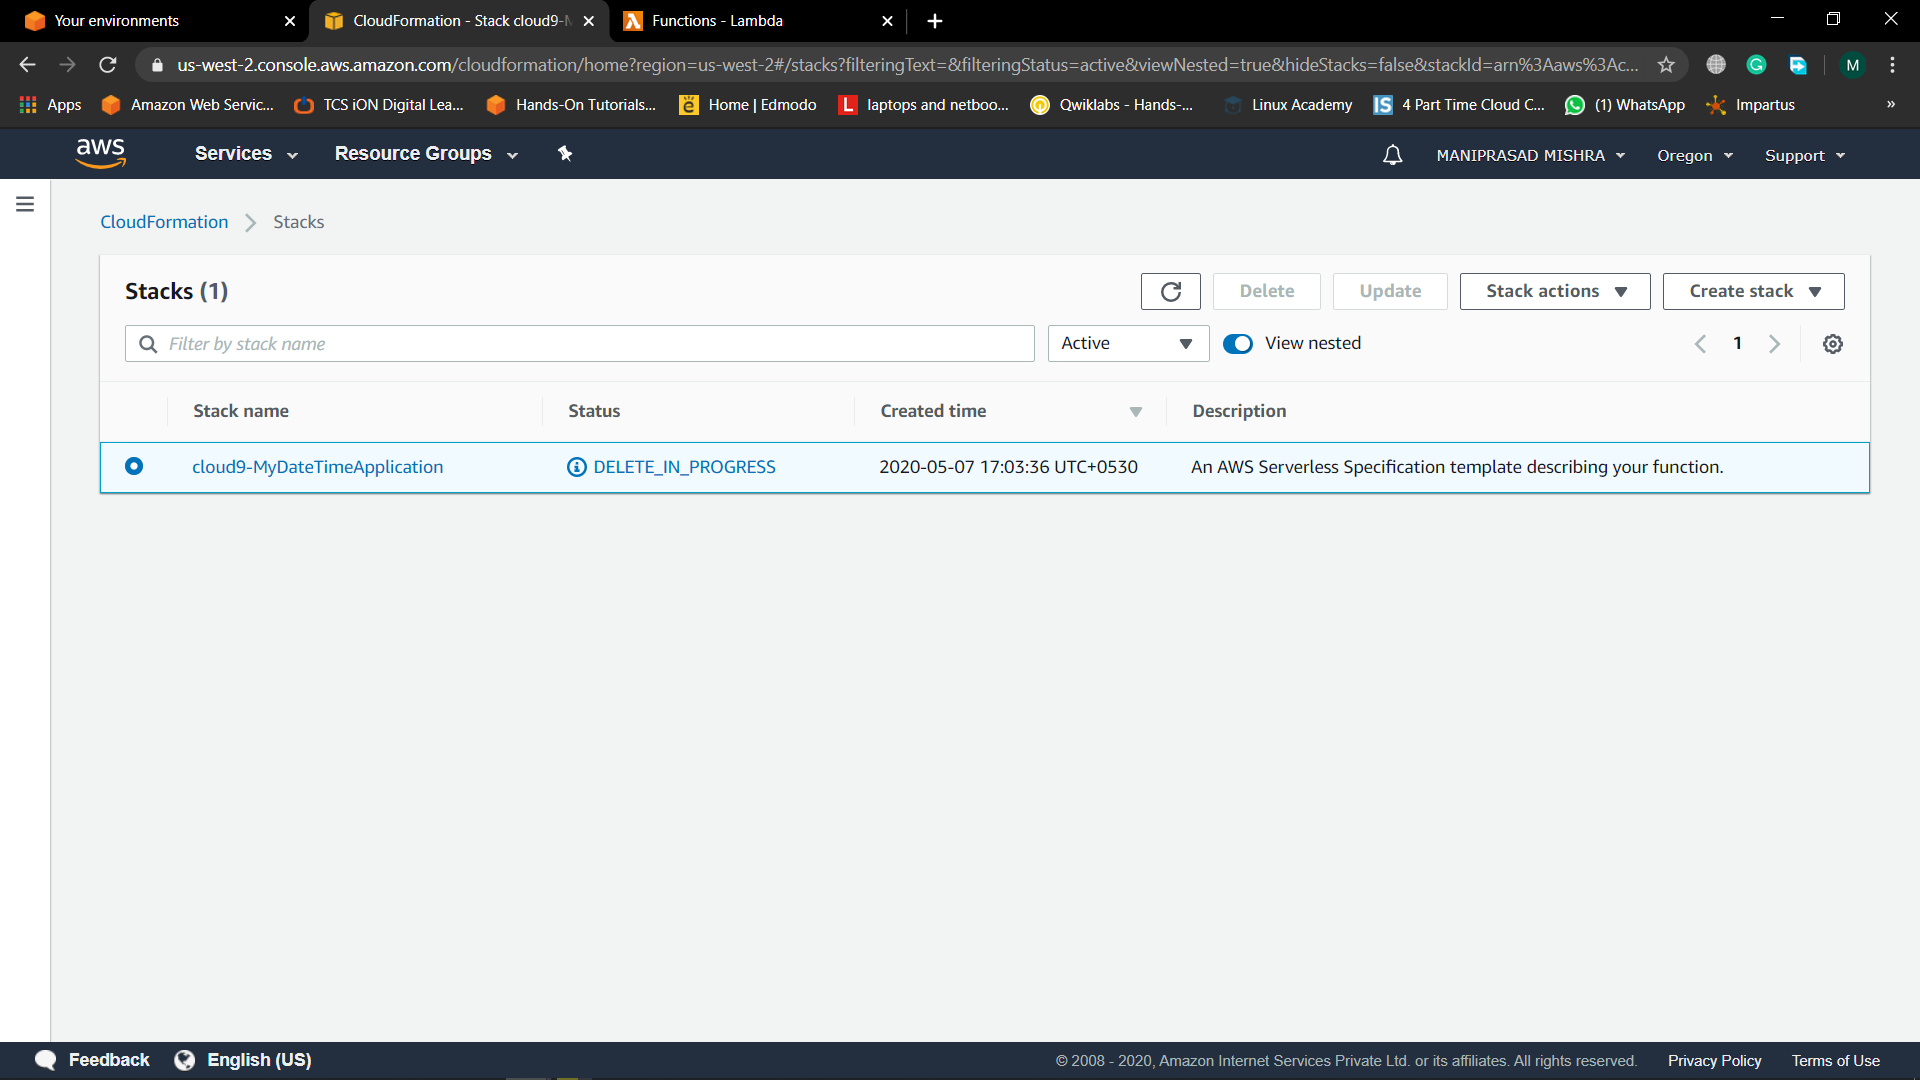 Your environments
CloudFormation - Stack cloud9-M
Functions - Lambda
us-west-2.console.aws.amazon.com/cloudformation/home?region=us-west-2#/stacks?filteringText=&filteringStatus=active&viewNested=true&hideStacks=false&stackId=arn%3Aaws%3Ac...
M
Apps
Amazon Web Servic...
TCS iON Digital Lea...
Hands-On Tutorials...
Home | Edmodo
L
laptops and netboo...
Qwiklabs - Hands-...
Linux Academy
IS
4 Part Time Cloud C...
(1) WhatsApp
Impartus
»
aws
Services
Resource Groups
MANIPRASAD MISHRA
Oregon
Support
CloudFormation
Stacks
Stacks (1)
Delete
Update
Stack actions
Create stack
Filter by stack name
Active
View nested
1
Stack name
Status
Created time
Description
cloud9-MyDateTimeApplication
DELETE_IN_PROGRESS
2020-05-07 17:03:36 UTC+0530
An AWS Serverless Specification template describing your function.
Feedback
English (US)
© 2008 - 2020, Amazon Internet Services Private Ltd. or its affiliates. All rights reserved.
Privacy Policy
Terms of Use